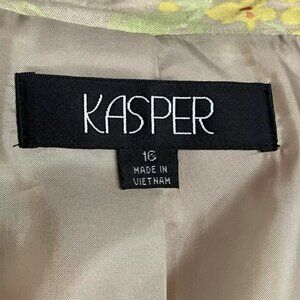 KASPER
16
MADE IN
VIETNAM